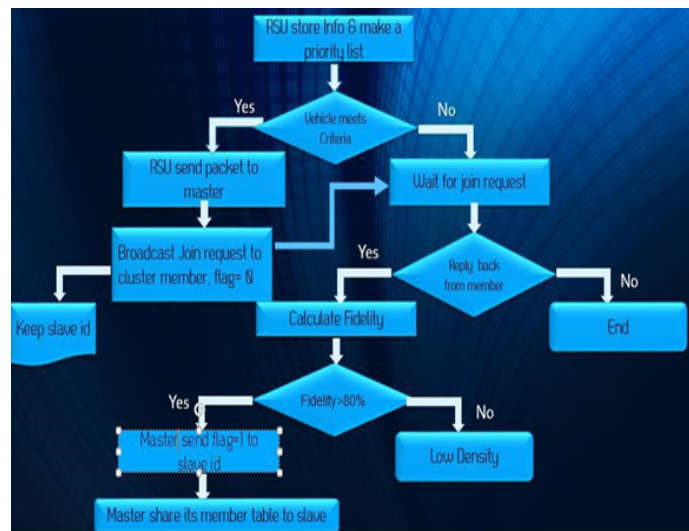 RSU store Info & make a
priority list
Yes
No
Vehicle meets
Criteria
RSU send packet to
master
Wait for join request
Broadcast Join request to
cluster member, flag= 0
Yes
Reply back
from member
No
Keep slave id
Calculate Fidelity
End
Yes
Fidelity>80%
No
Master send flag=1 to
slave id
Low Density
Master share its member table to slave